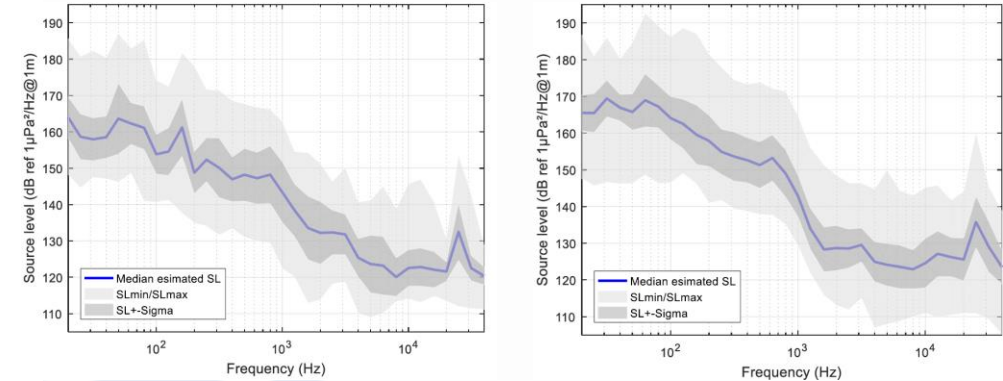 190
180
170
160
150
140
130
120
110
Source level (dB ref 1µPa²/Hz@1m)
Median esimated SL
SLmin/SLmax
SL+-Sigma
10²
10³
10⁴
Frequency (Hz)
190
180
170
160
150
140
130
120
110
Source level (dB ref 1µPa²/Hz@1m)
Median esimated SL
SLmin/SLmax
SL+-Sigma
10²
10³
10⁴
Frequency (Hz)